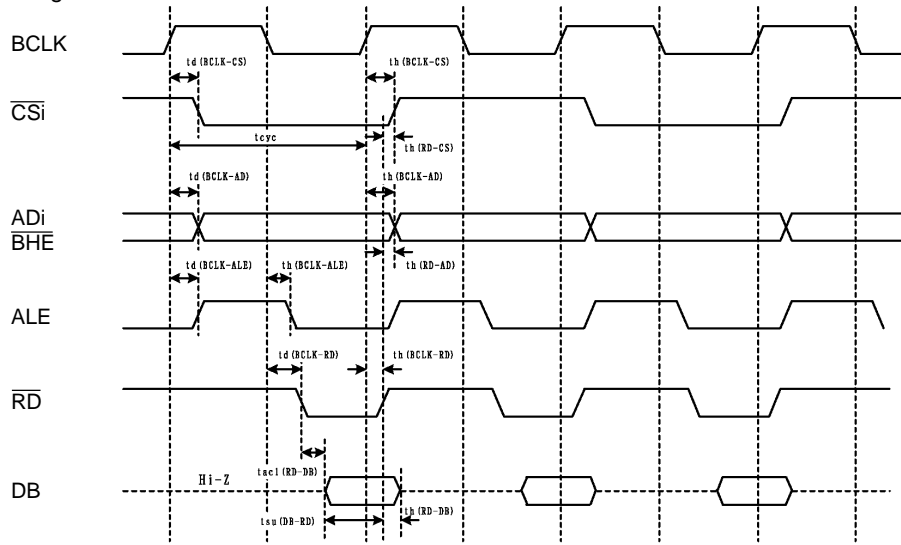 BCLK
td(BCLK-CS) th(BCLK-CS)
CSi
tcyc
th(RD-CS)
td(BCLK-AD) th(BCLK-AD)
ADi
BHE
td(BCLK-ALE) th(BCLK-ALE) th(RD-AD)
ALE
td(BCLK-RD) th(BCLK-RD)
RD
tac1(RD-DB)
Hi-Z
DB
tsu(DB-RD) th(RD-DB)